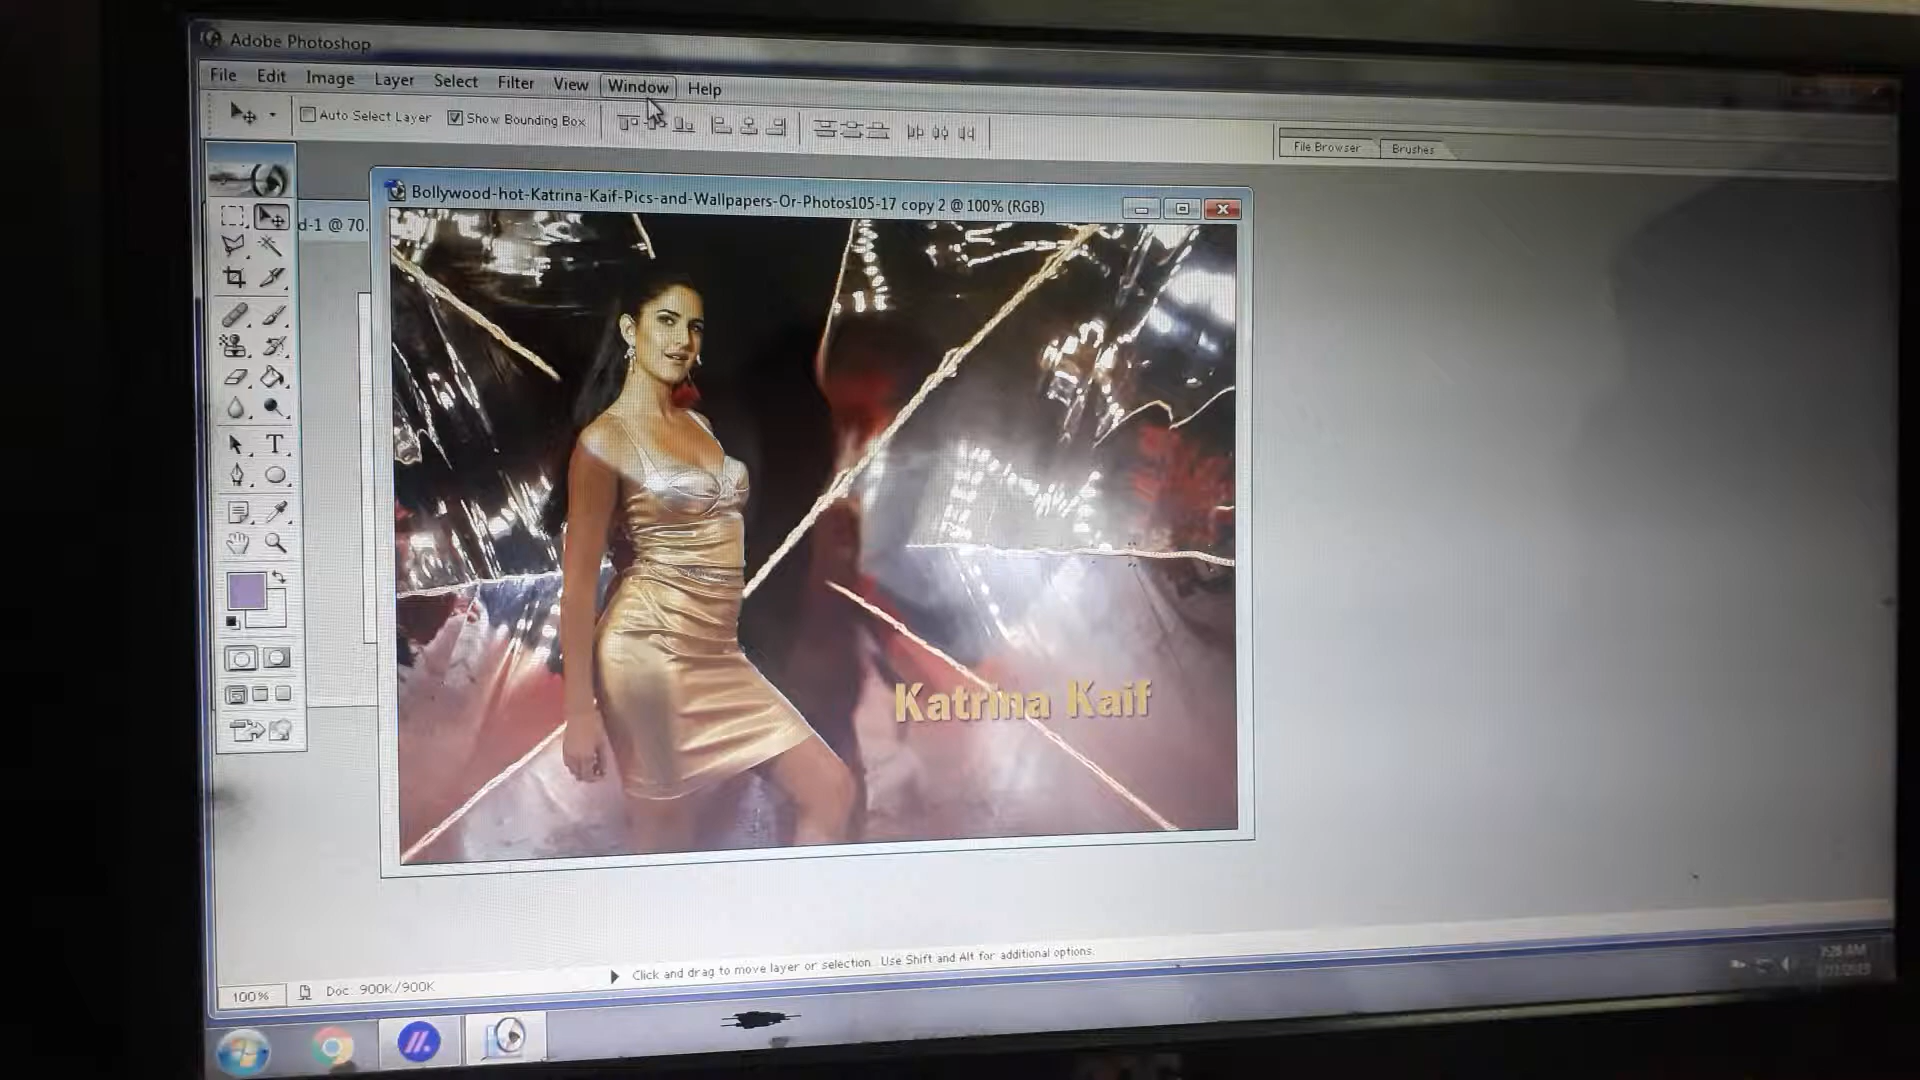 Adobe Photoshop
File Edit Image Layer Select Filter View Window Help
Auto Select Layer Show Bounding Box
File Browser Brushes
d-1 @ 70.
Bollywood-hot-Katrina-Kaif-Pics-and-Wallpapers-Or-Photos105-17 copy 2 @ 100% (RGB)
T
Katrina Kaif
Click and drag to move layer or selection. Use Shift and Alt for additional options.
100% Doc: 900K/900K